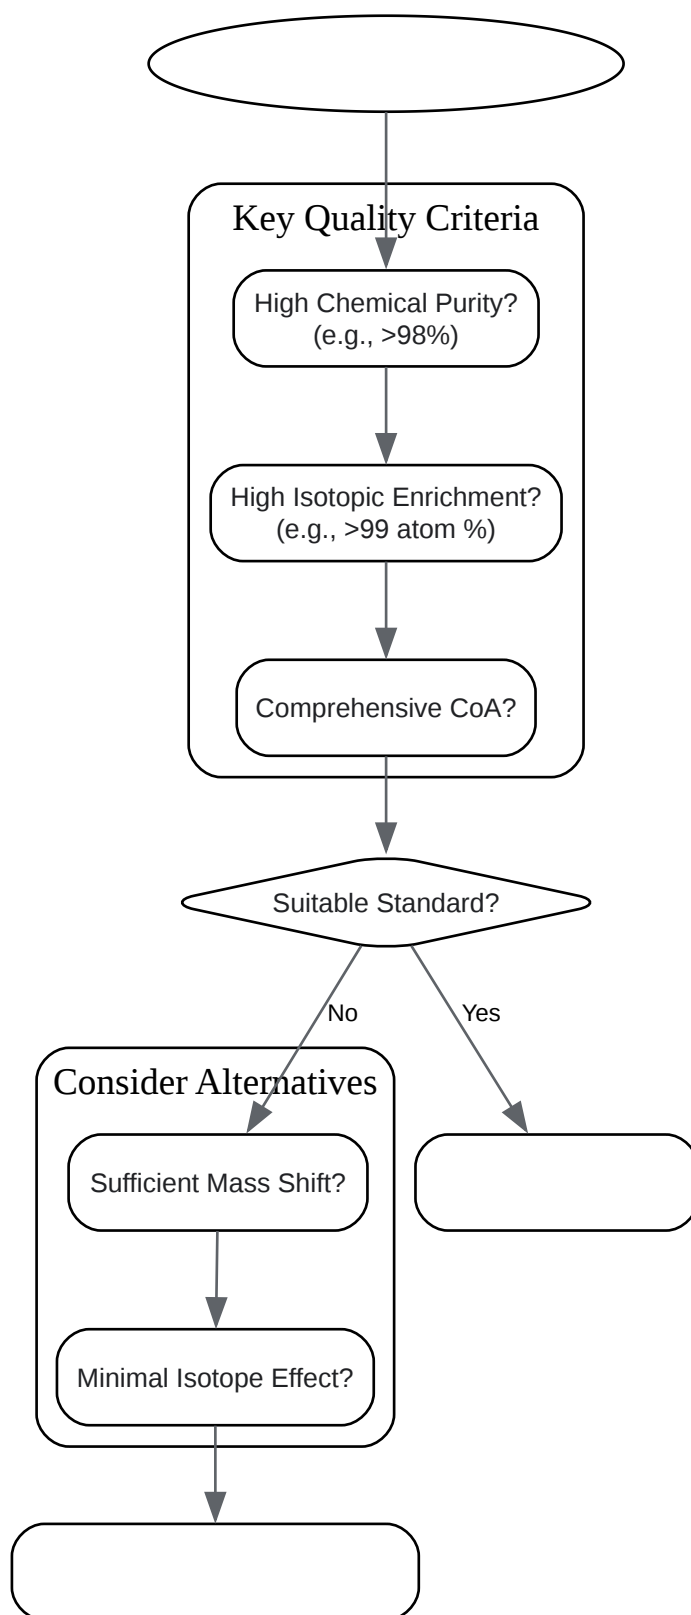 Key Quality Criteria
High Chemical Purity?
(e.g., >98%)
High Isotopic Enrichment?
(e.g., >99 atom %)
Comprehensive CoA?
Suitable Standard?
No
Yes
Consider Alternatives
Sufficient Mass Shift?
Minimal Isotope Effect?